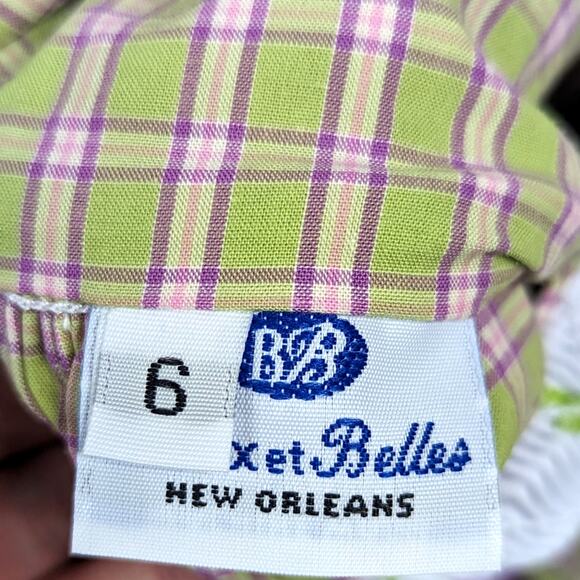 6
B&B
x et Belles
NEW ORLEANS